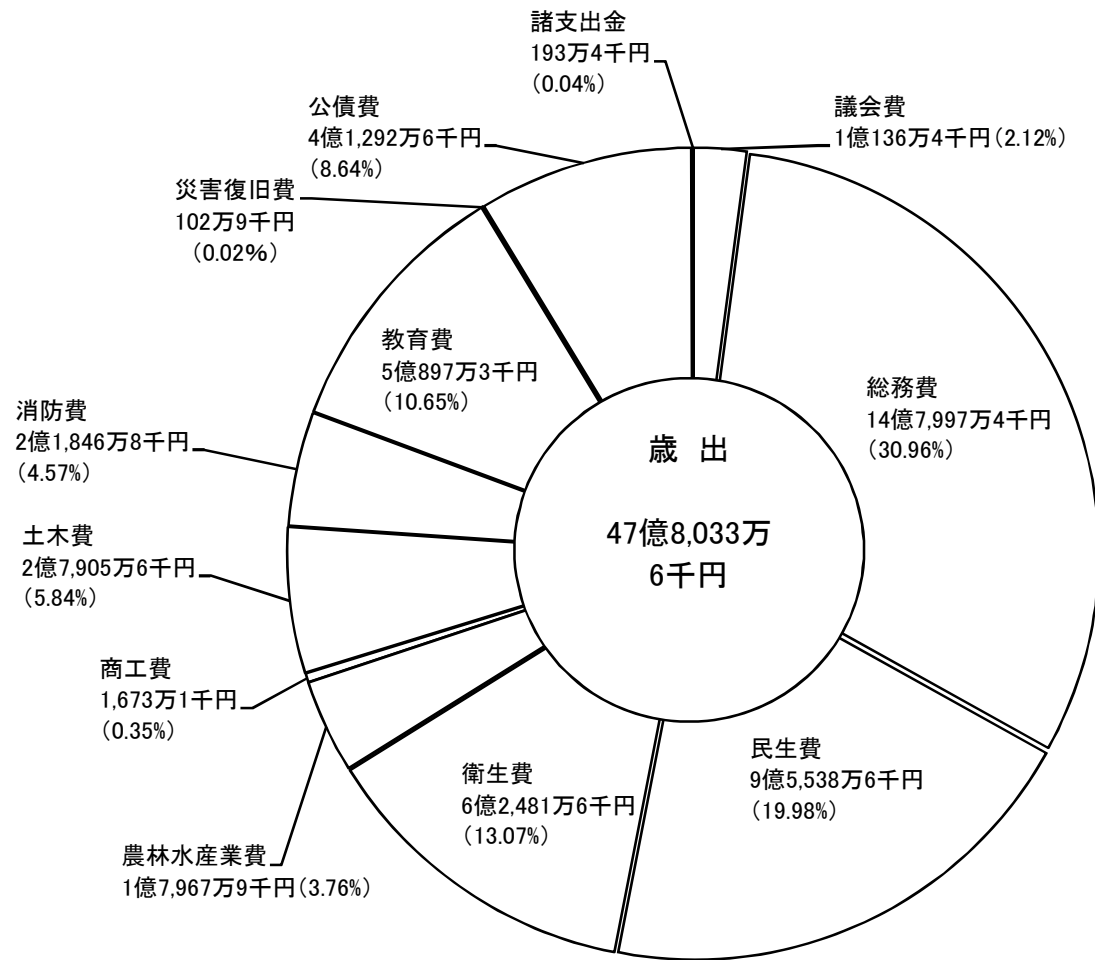 諸支出金
193万4千円
(0.04%)
議会費
1億136万4千円(2.12%)
公債費
4億1,292万6千円
(8.64%)
災害復旧費
102万9千円
(0.02%)
教育費
5億897万3千円
(10.65%)
総務費
14億7,997万4千円
(30.96%)
消防費
2億1,846万8千円
(4.57%)
歳 出
47億8,033万
6千円
土木費
2億7,905万6千円
(5.84%)
商工費
1,673万1千円
(0.35%)
民生費
9億5,538万6千円
(19.98%)
衛生費
6億2,481万6千円
(13.07%)
農林水産業費
1億7,967万9千円(3.76%)